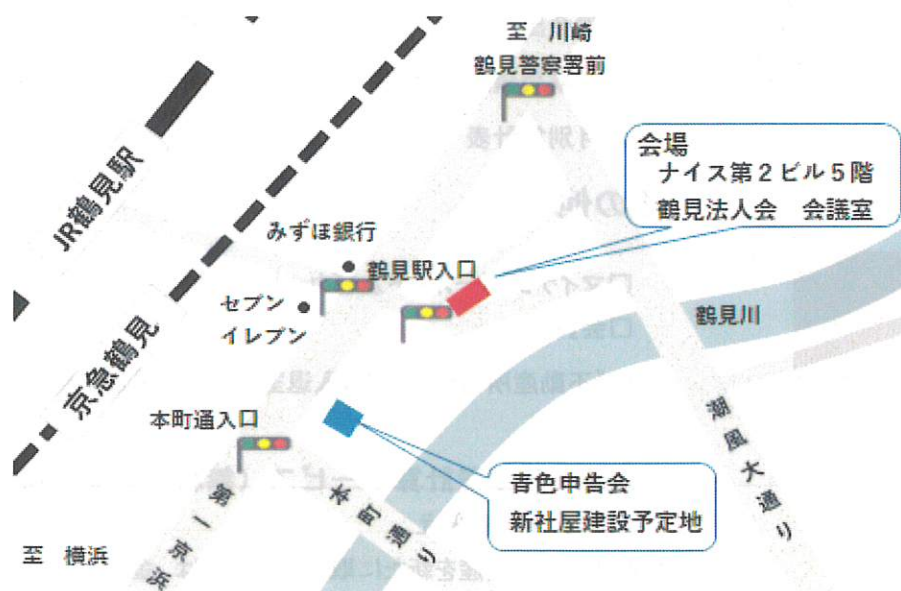 至 川崎
鶴見警察署前
会場
ナイス第2ビル5階
鶴見法人会 会議室
JR鶴見駅
みずほ銀行
鶴見駅入口
セブン
イレブン
鶴見川
京急鶴見
本町通入口
潮風大通り
青色申告会
新社屋建設予定地
第一京浜
本町通り
至 横浜